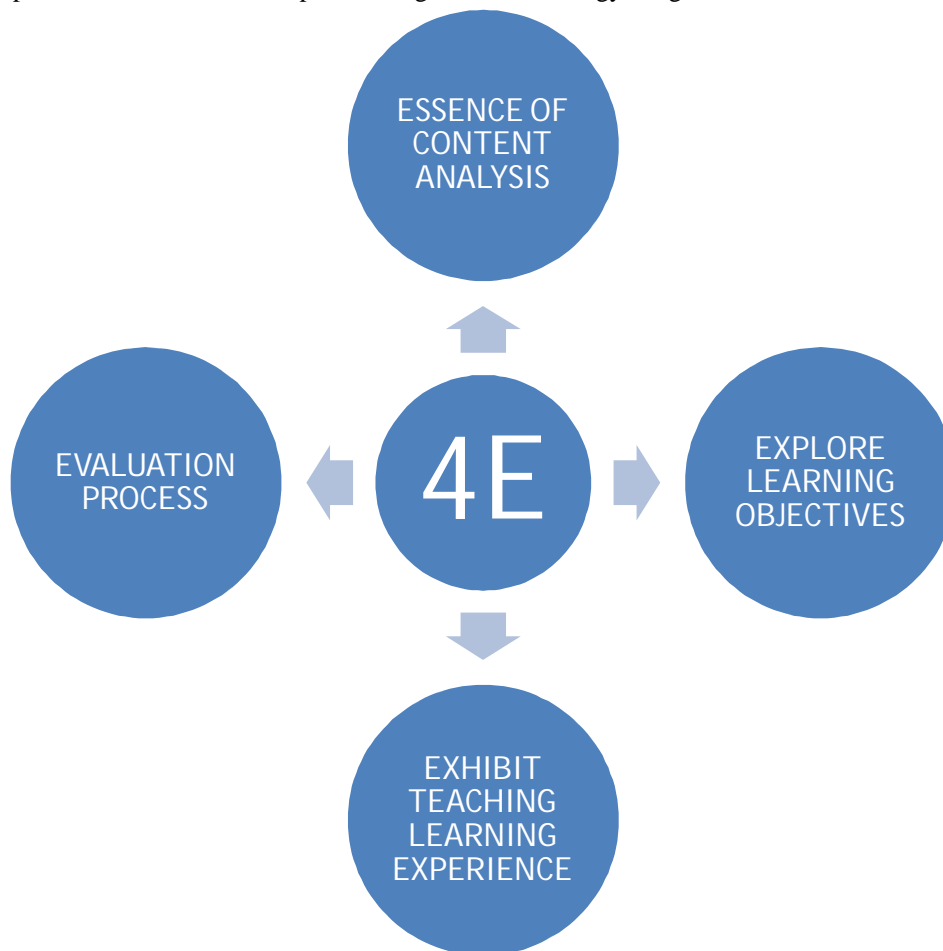 ESSENCE OF
CONTENT
ANALYSIS
EVALUATION
PROCESS
4E
EXPLORE
LEARNING
OBJECTIVES
EXHIBIT
TEACHING
LEARNING
EXPERIENCE